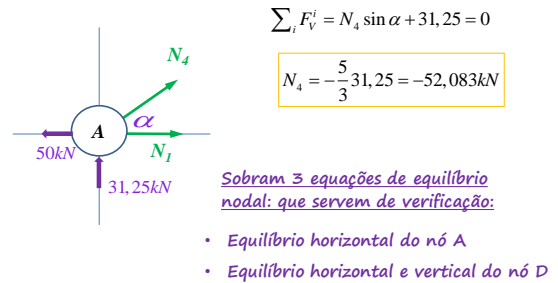 ∑ᵢ F_V^i = N₄ sin α + 31,25 = 0
N₄ = -5/3 31,25 = -52,083kN
N₄
α
A
50kN
N₁
31,25kN
Sobram 3 equações de equilíbrio
nodal: que servem de verificação:
• Equilíbrio horizontal do nó A
• Equilíbrio horizontal e vertical do nó D